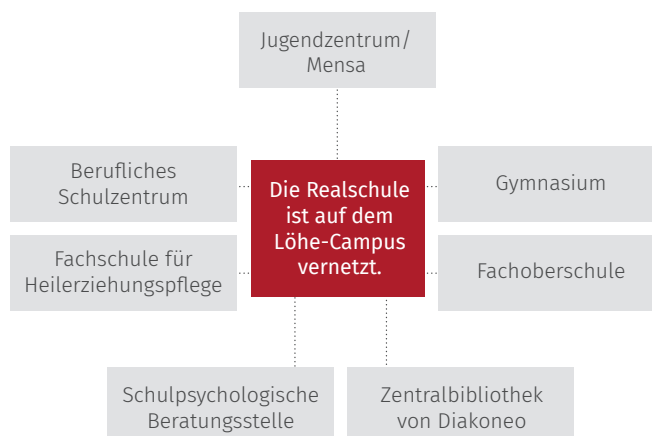 Jugendzentrum/
Mensa
Berufliches
Schulzentrum
Die Realschule
ist auf dem
Löhe-Campus
vernetzt.
Gymnasium
Fachschule für
Heilerziehungspflege
Fachoberschule
Schulpsychologische
Beratungsstelle
Zentralbibliothek
von Diakoneo